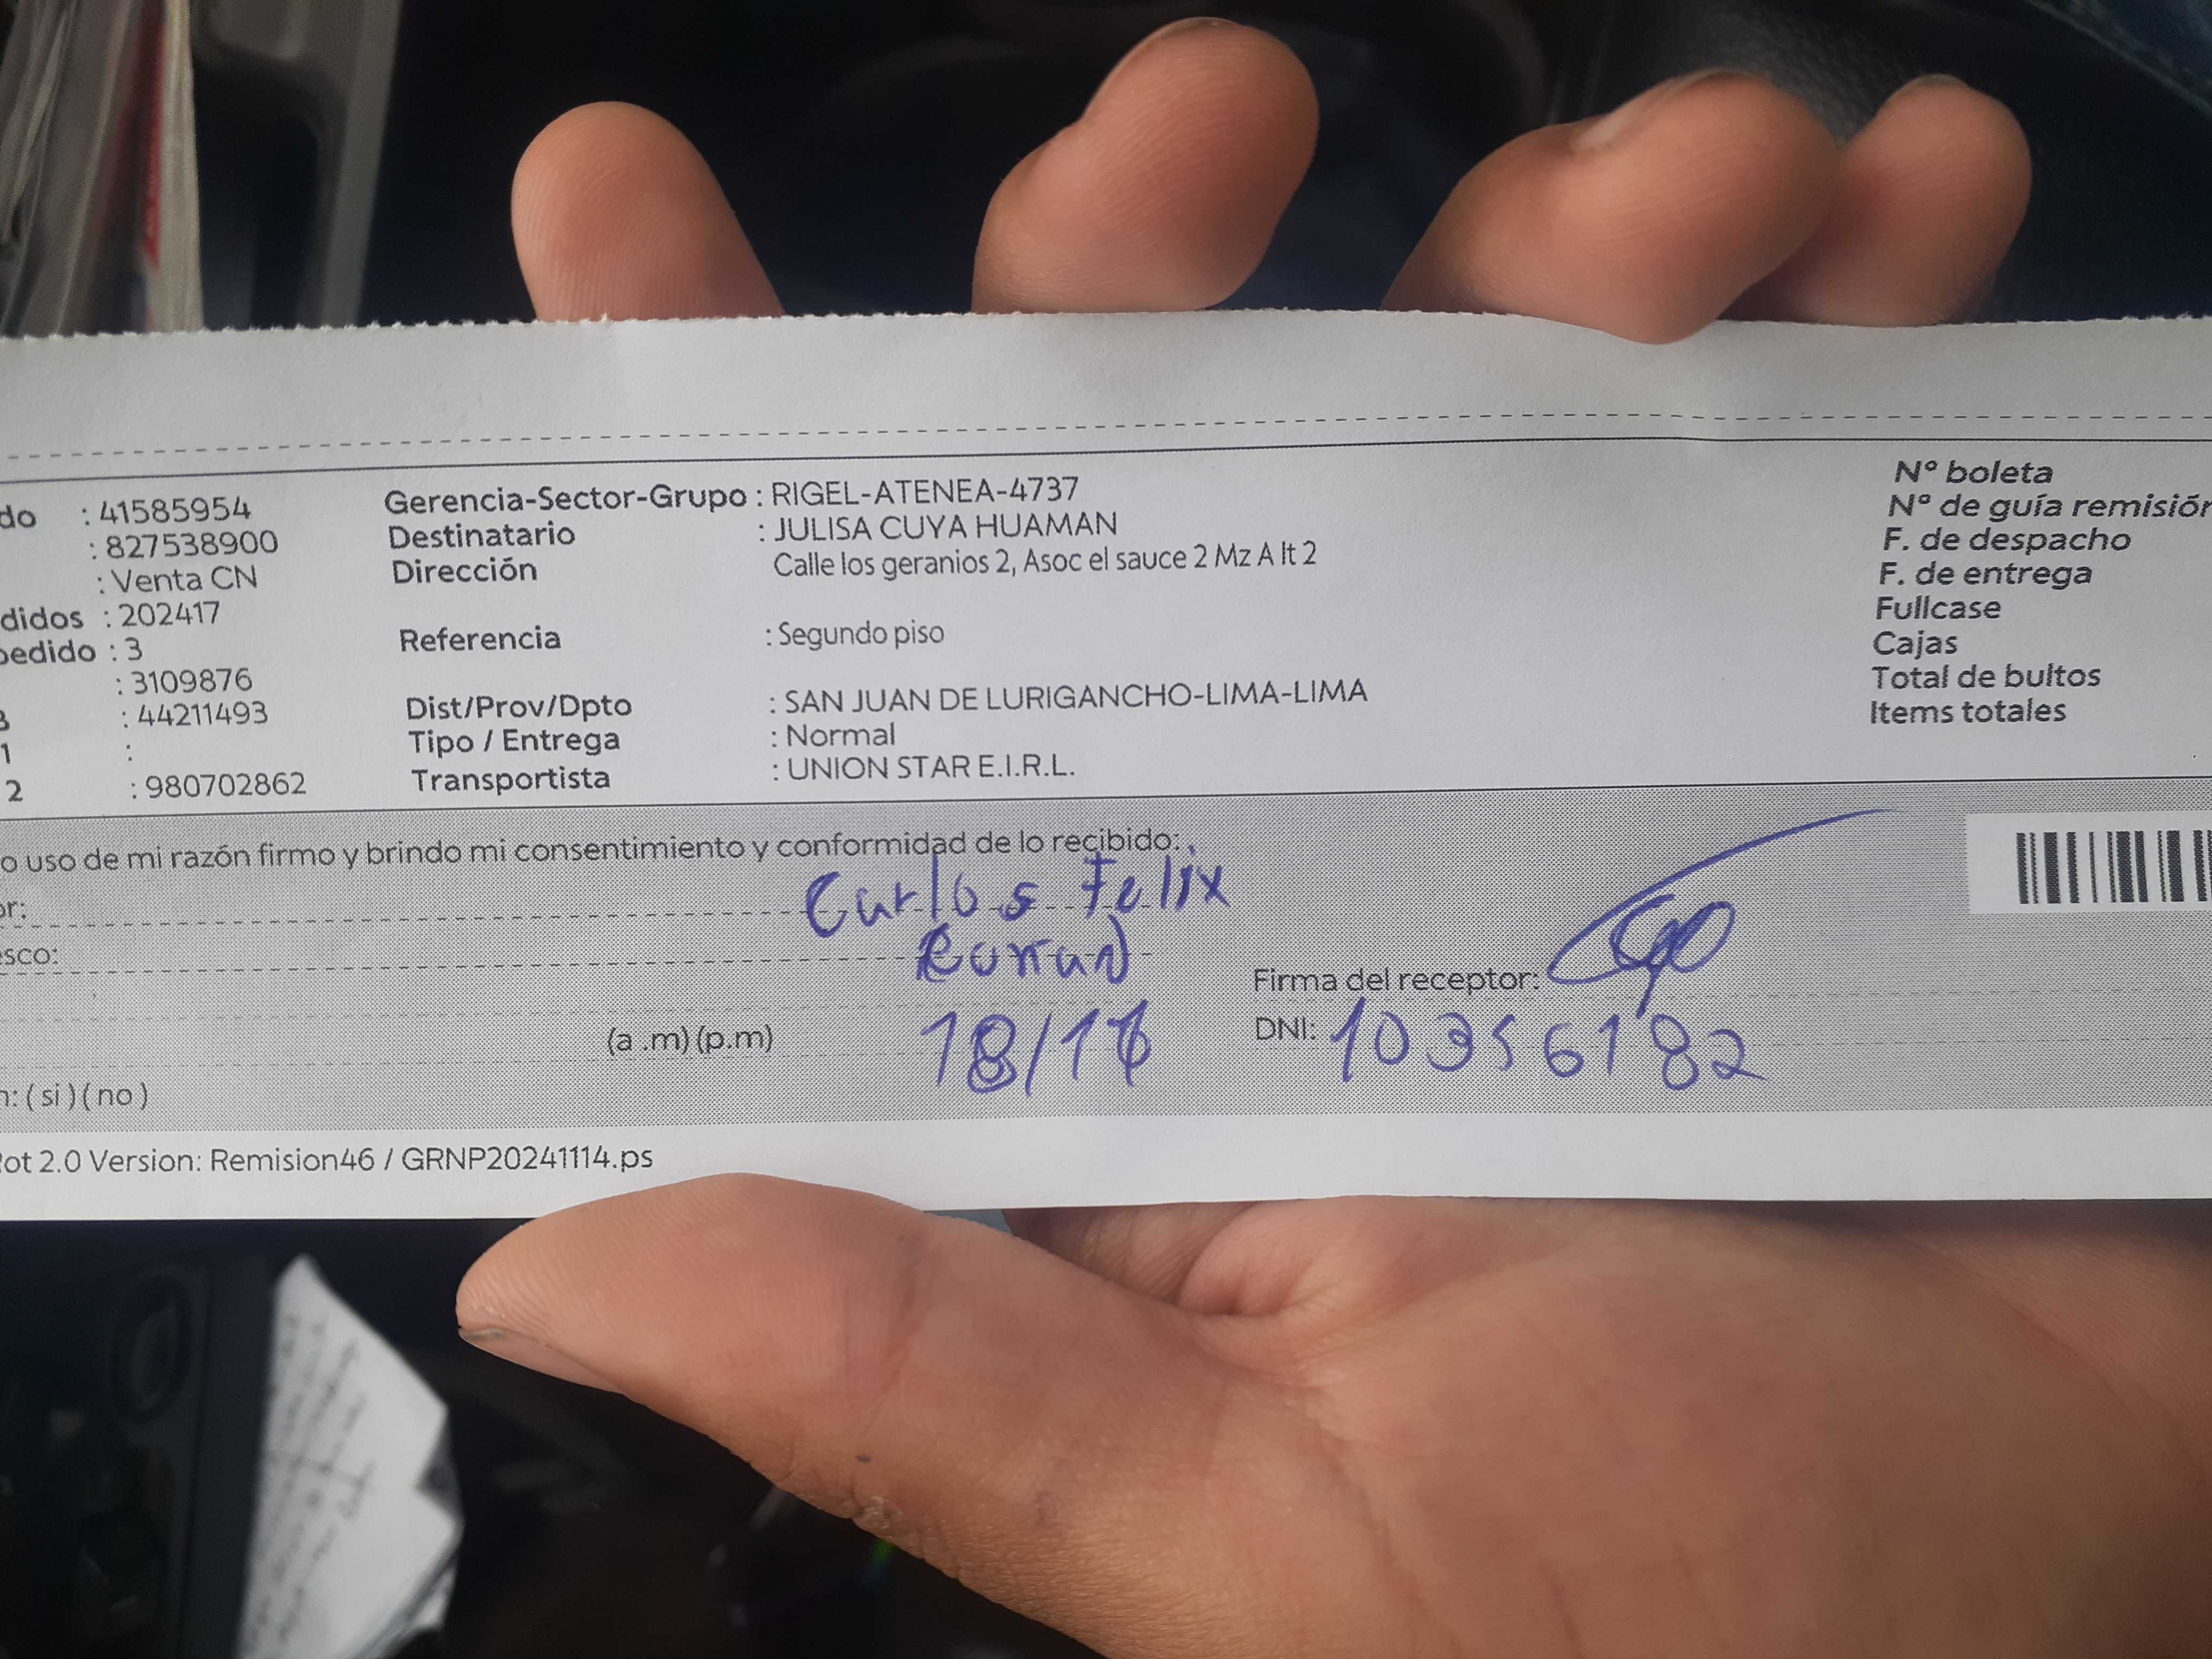 do : 41585954
: 827538900
: Venta CN
didos : 202417
pedido : 3
: 3109876
: 44211493
1 :
2 : 980702862
Gerencia-Sector-Grupo : RIGEL-ATENEA-4737
Destinatario : JULISA CUYA HUAMAN
Dirección Calle los geranios 2, Asoc el sauce 2 Mz A lt 2
Referencia : Segundo piso
Dist/Prov/Dpto : SAN JUAN DE LURIGANCHO-LIMA-LIMA
Tipo / Entrega : Normal
Transportista : UNION STAR E.I.R.L.
N° boleta
N° de guía remisión
F. de despacho
F. de entrega
Fullcase
Cajas
Total de bultos
Items totales
o uso de mi razón firmo y brindo mi consentimiento y conformidad de lo recibido:
or: Carlos Felix
esco:
Firma del receptor:
(a .m) (p.m) 18/11
DNI: 10356182
n: ( si ) ( no )
Rot 2.0 Version: Remision46 / GRNP20241114.ps